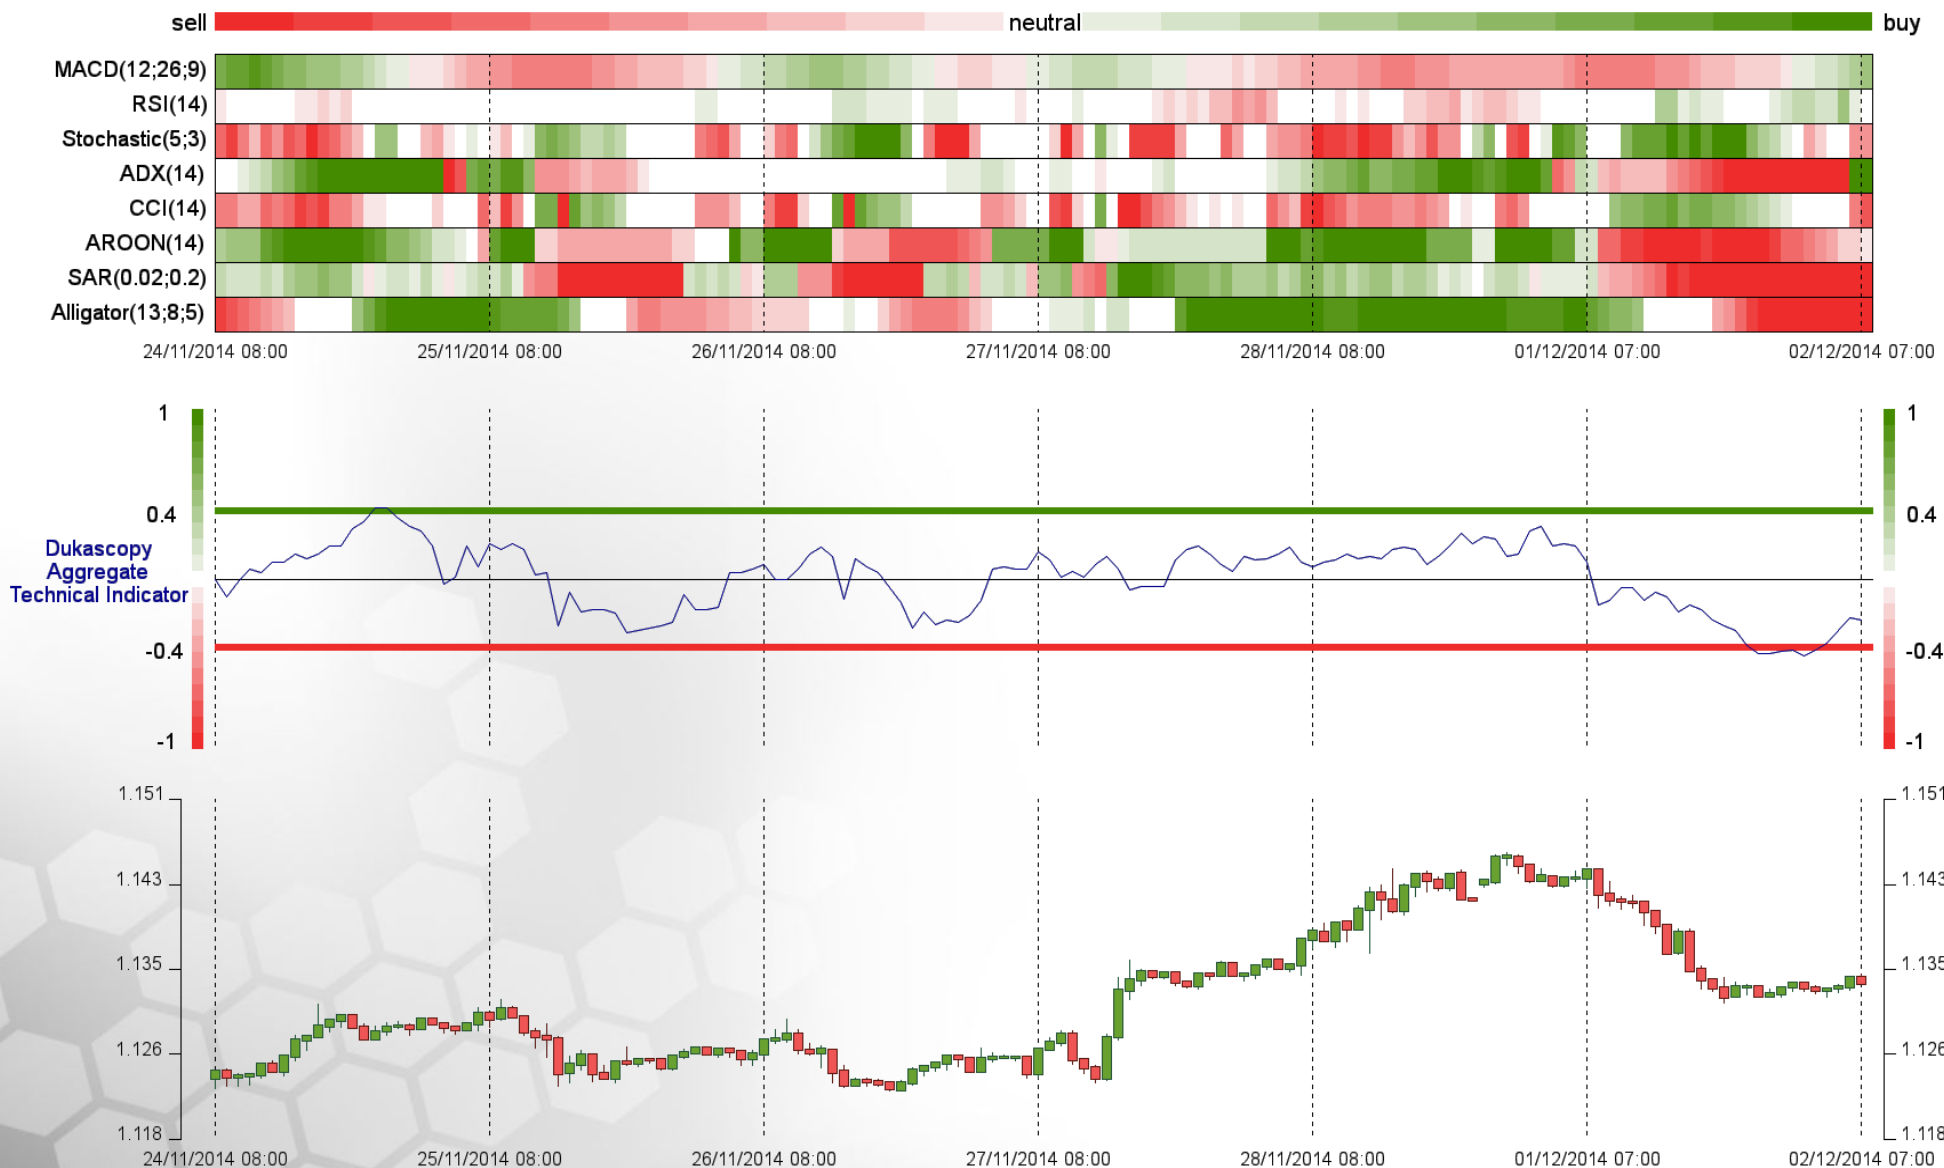 sell neutral buy
MACD(12;26;9)
RSI(14)
Stochastic(5;3)
ADX(14)
CCI(14)
AROON(14)
SAR(0.02;0.2)
Alligator(13;8;5)
24/11/2014 08:00 25/11/2014 08:00 26/11/2014 08:00 27/11/2014 08:00 28/11/2014 08:00 01/12/2014 07:00 02/12/2014 07:00
1 1
0.4 0.4
Dukascopy
Aggregate
Technical Indicator
-0.4 -0.4
-1 -1
1.151 1.151
1.143 1.143
1.135 1.135
1.126 1.126
1.118 1.118
24/11/2014 08:00 25/11/2014 08:00 26/11/2014 08:00 27/11/2014 08:00 28/11/2014 08:00 01/12/2014 07:00 02/12/2014 07:00